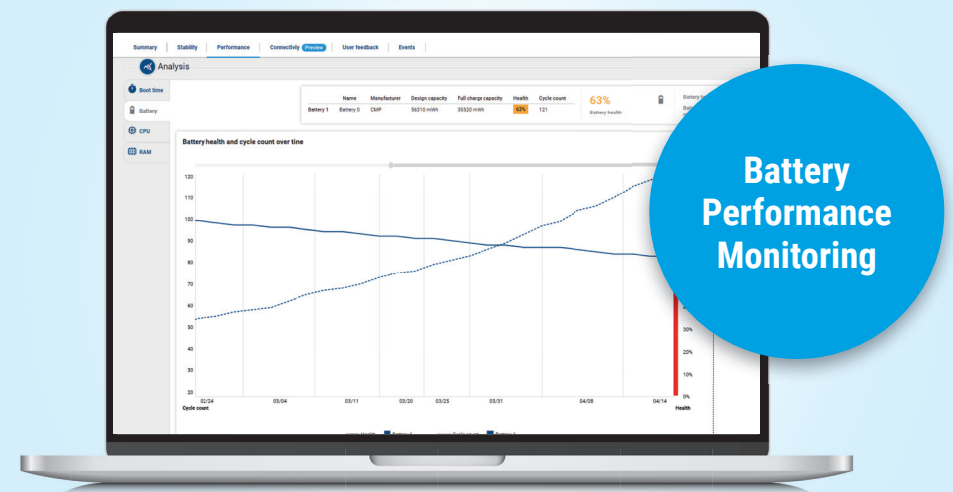 Summary Stability Performance Connectivly Preview User feedback Events
Analysis
Boot time
Battery
CPU
RAM
Name Manufacturer Design capacity Full charge capacity Health Cycle count
Battery 1 Battery 0 CMP 56310 mWh 35520 mWh 63% 121
63%
Battery health
Battery health and cycle count over tine
120
110
100
90
80
70
60
50
40
30
20
30%
20%
10%
0%
02/24 03/04 03/11 03/20 03/25 03/31 04/08 04/14
Cycle count Health
Battery
Performance
Monitoring